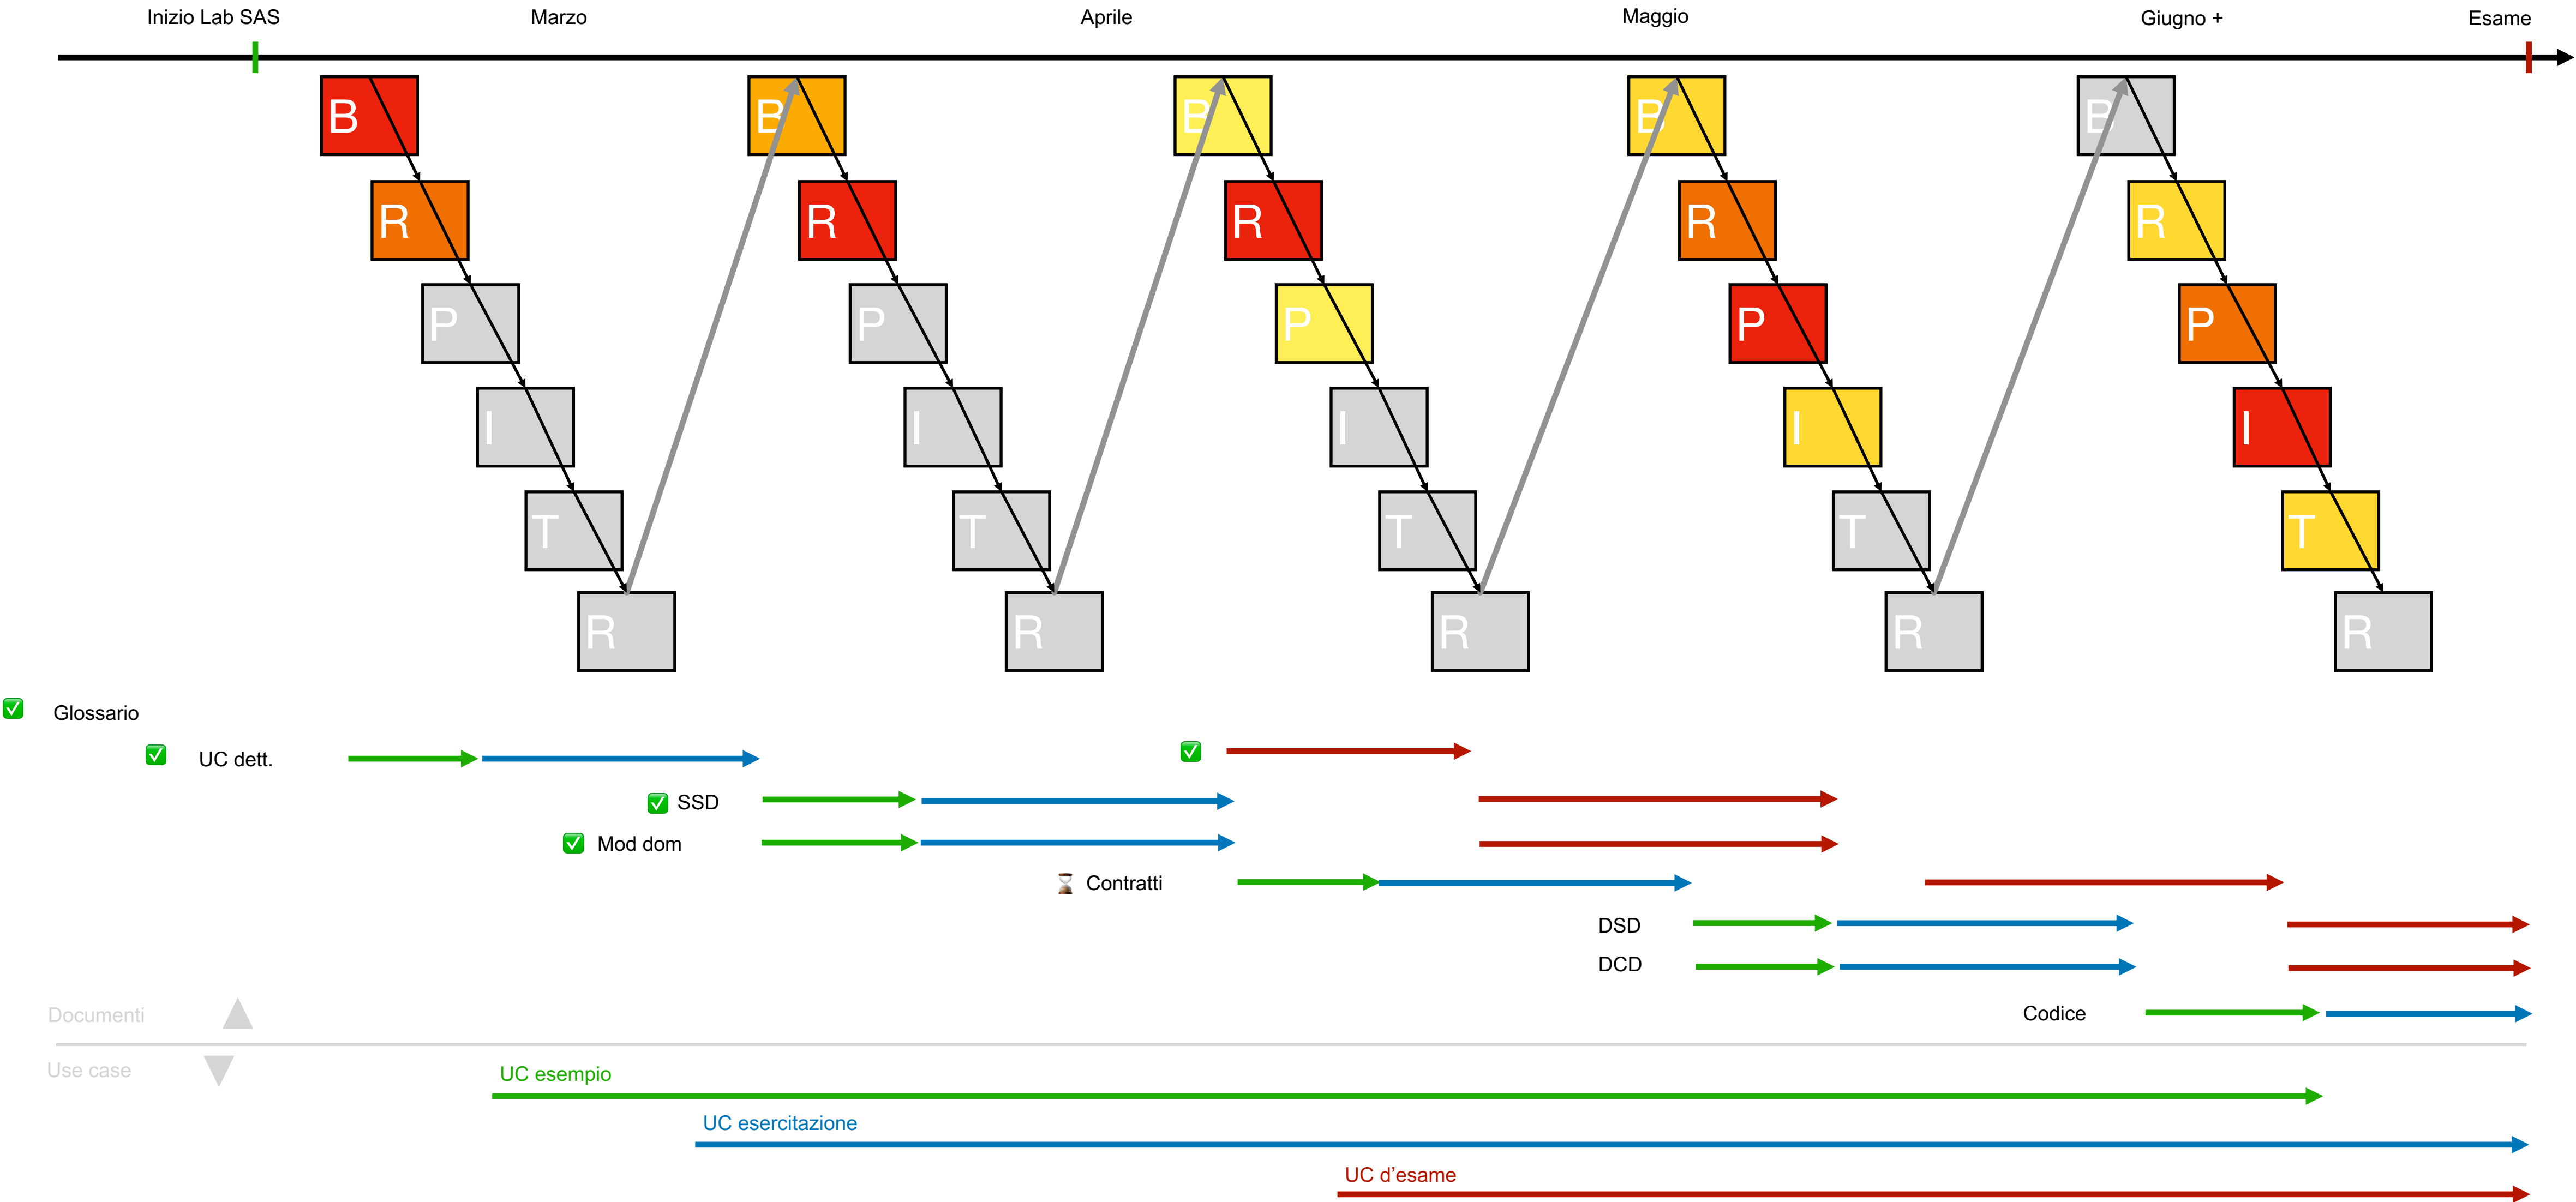 Inizio Lab SAS
Marzo
Aprile
Maggio
Giugno +
Esame
B
B
B
B
B
R
R
R
R
R
P
P
P
P
P
I
I
I
I
I
T
T
T
T
T
R
R
R
R
R
Glossario
UC dett.
SSD
Mod dom
Contratti
DSD
DCD
Codice
Documenti
Use case
UC esempio
UC esercitazione
UC d’esame